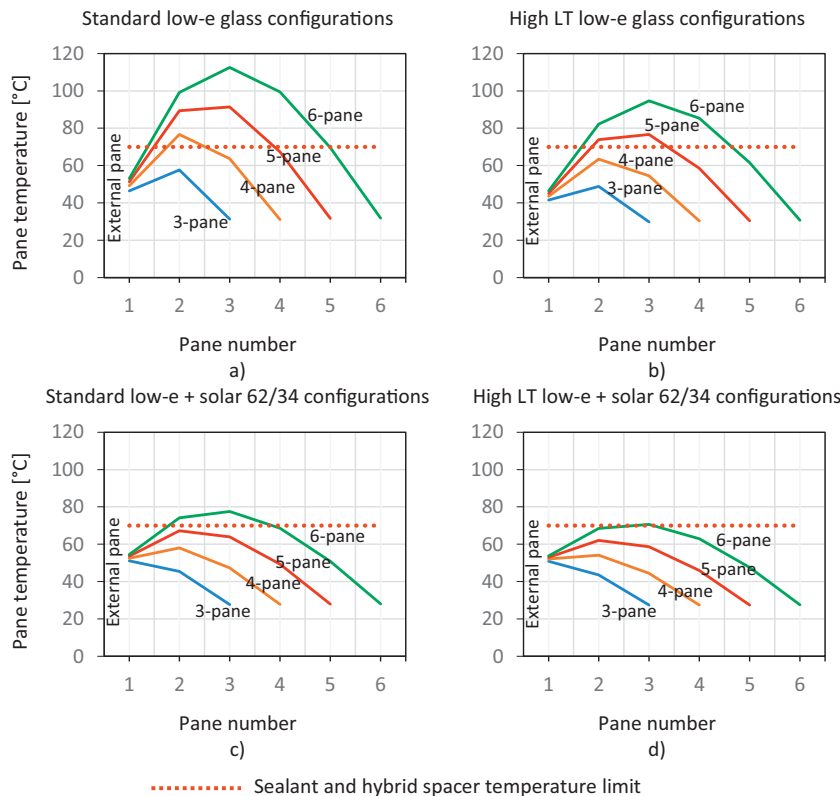 Standard low-e glass configurations
120
100
80
60
40
20
0
Pane temperature [°C]
External pane
6-pane
5-pane
4-pane
3-pane
1 2 3 4 5 6
Pane number
a)
High LT low-e glass configurations
120
100
80
60
40
20
0
External pane
6-pane
5-pane
4-pane
3-pane
1 2 3 4 5 6
Pane number
b)
Standard low-e + solar 62/34 configurations
120
100
80
60
40
20
0
Pane temperature [°C]
External pane
6-pane
5-pane
4-pane
3-pane
1 2 3 4 5 6
Pane number
c)
High LT low-e + solar 62/34 configurations
120
100
80
60
40
20
0
External pane
6-pane
5-pane
4-pane
3-pane
1 2 3 4 5 6
Pane number
d)
Sealant and hybrid spacer temperature limit